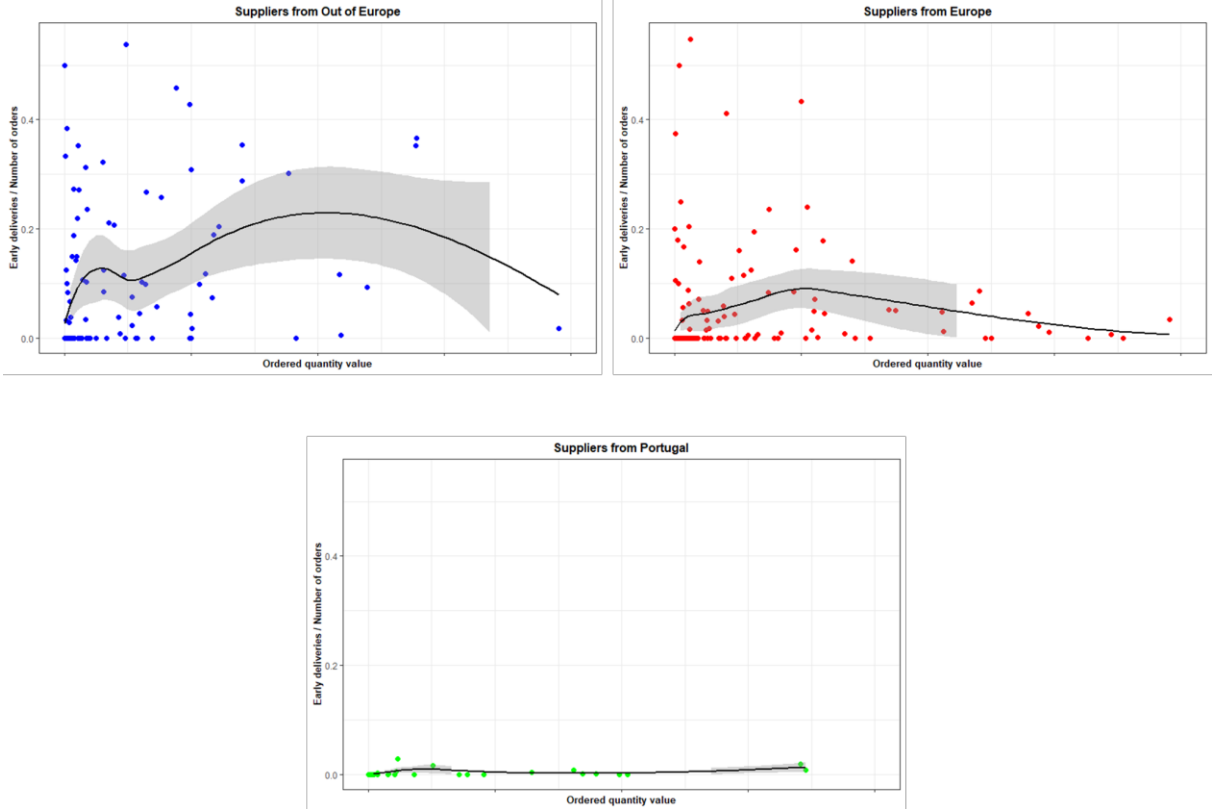 Suppliers from Out of Europe
Early deliveries / Number of orders
0.4
0.2
0.0
Ordered quantity value
Suppliers from Europe
Early deliveries / Number of orders
0.4
0.2
0.0
Ordered quantity value
Suppliers from Portugal
Early deliveries / Number of orders
0.4
0.2
0.0
Ordered quantity value